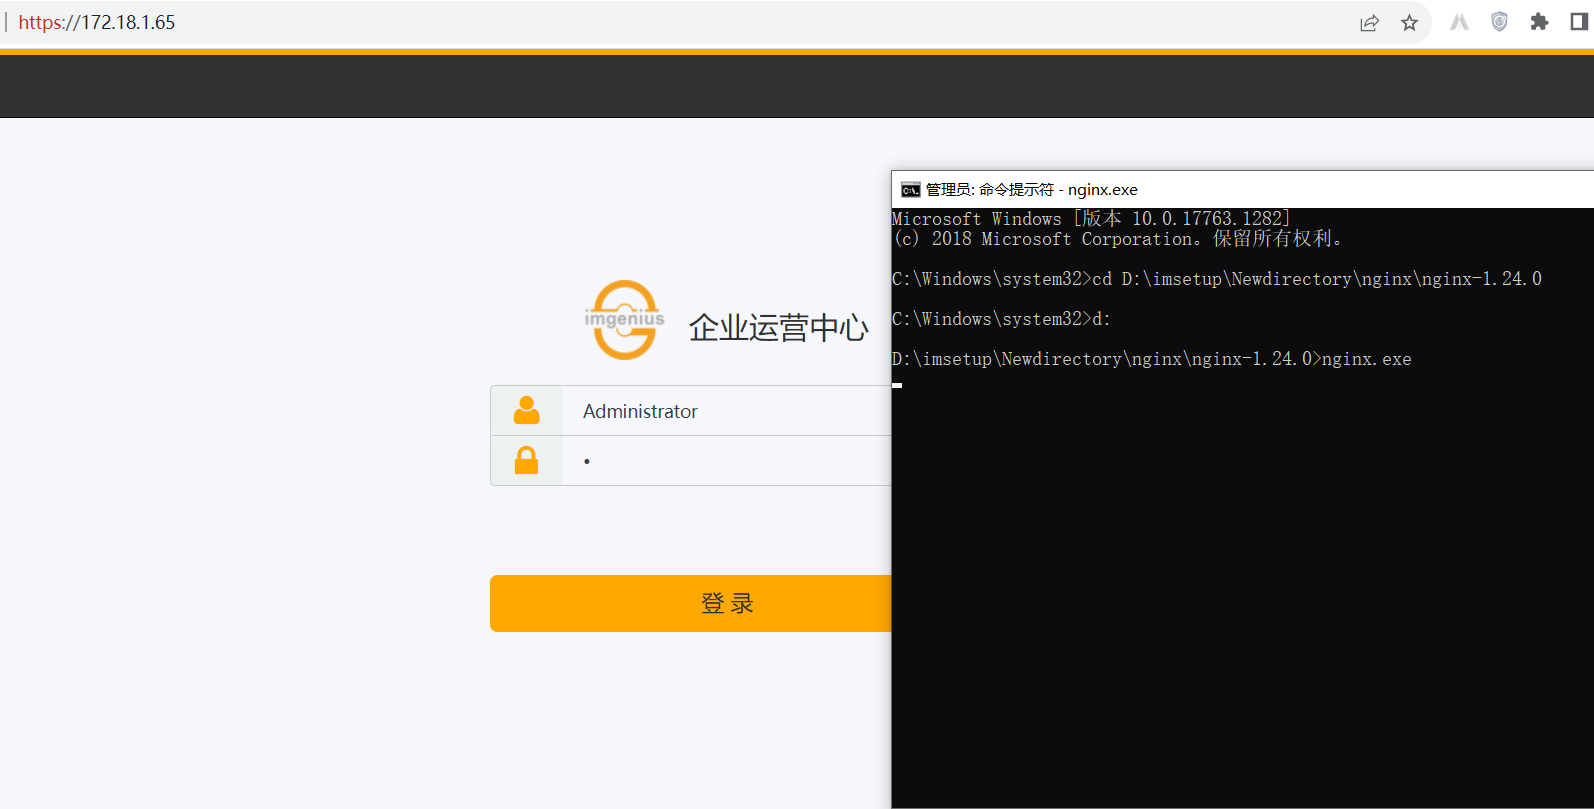 https://172.18.1.65
管理员: 命令提示符 - nginx.exe
Microsoft Windows [版本 10.0.17763.1282]
(c) 2018 Microsoft Corporation。保留所有权利。
C:\Windows\system32>cd D:\imsetup\Newdirectory\nginx\nginx-1.24.0
C:\Windows\system32>d:
D:\imsetup\Newdirectory\nginx\nginx-1.24.0>nginx.exe
imgenius
企业运营中心
Administrator
登 录